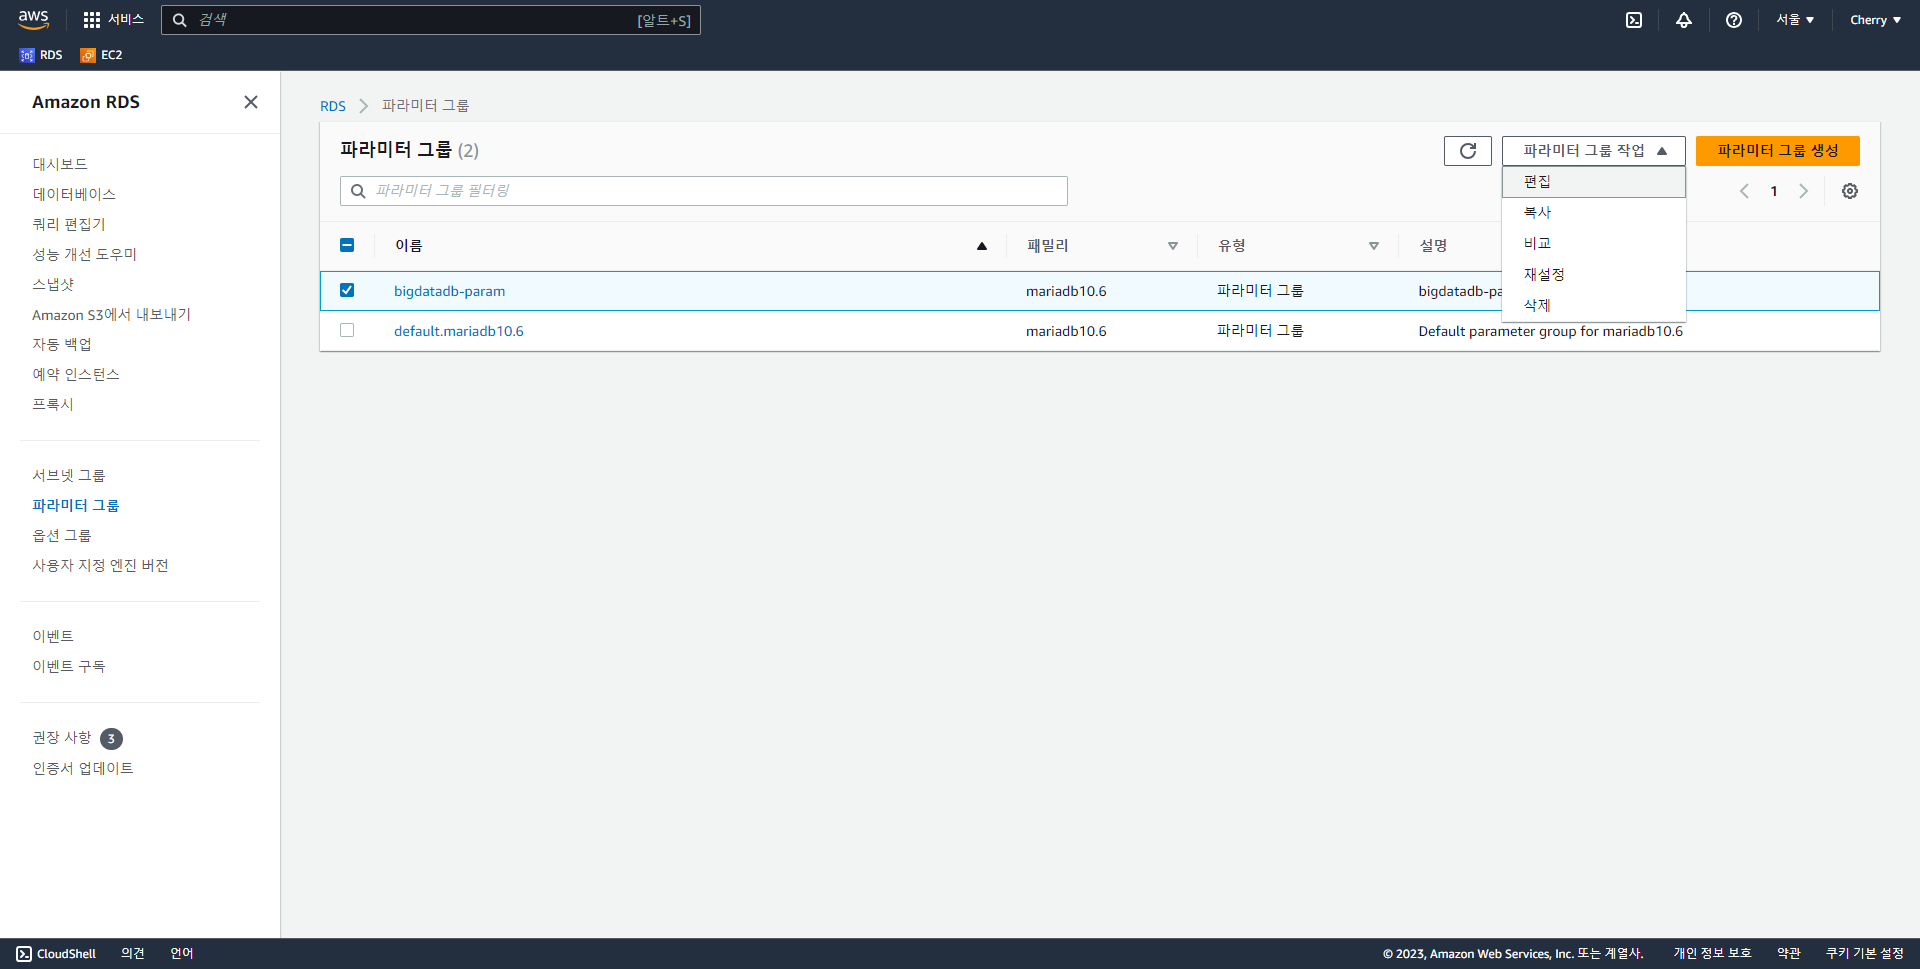 aws
서비스
검색
[알트+S]
서울 ▼
Cherry ▼
RDS
EC2
Amazon RDS
대시보드
데이터베이스
쿼리 편집기
성능 개선 도우미
스냅샷
Amazon S3에서 내보내기
자동 백업
예약 인스턴스
프록시
서브넷 그룹
파라미터 그룹
옵션 그룹
사용자 지정 엔진 버전
이벤트
이벤트 구독
권장 사항 3
인증서 업데이트
RDS > 파라미터 그룹
파라미터 그룹 (2)
파라미터 그룹 작업 ▲
파라미터 그룹 생성
파라미터 그룹 필터링
1
편집
복사
비교
재설정
삭제
이름 패밀리 유형 설명
bigdatadb-param mariadb10.6 파라미터 그룹 bigdatadb-pa
default.mariadb10.6 mariadb10.6 파라미터 그룹 Default parameter group for mariadb10.6
CloudShell 의견 언어
© 2023, Amazon Web Services, Inc. 또는 계열사. 개인 정보 보호 약관 쿠키 기본 설정